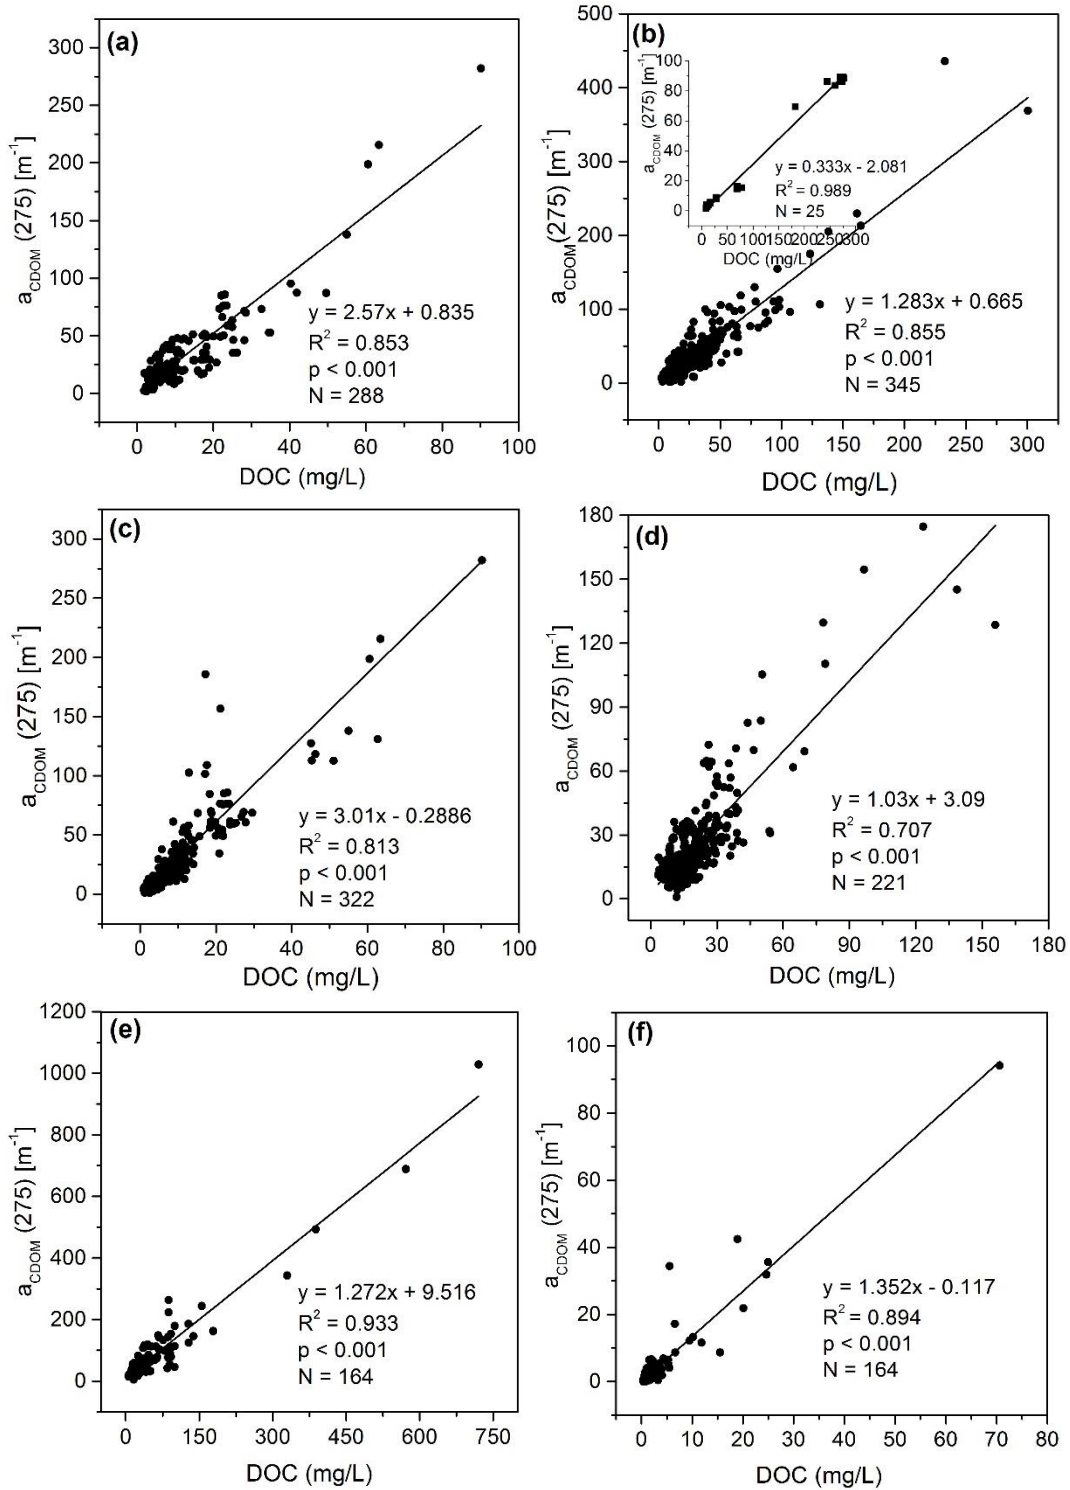 (a)
300
250
200
150
100
50
0
a_CDOM (275) [m⁻¹]
y = 2.57x + 0.835
R² = 0.853
p < 0.001
N = 288
0 20 40 60 80 100
DOC (mg/L)
(b)
500
400
300
200
100
0
a_CDOM(275) [m⁻¹]
100
80
60
40
20
0
a_CDOM (275) [m⁻¹]
y = 0.333x - 2.081
R² = 0.989
N = 25
0 50 100 150 200 250 300
DOC (mg/L)
y = 1.283x + 0.665
R² = 0.855
p < 0.001
N = 345
0 50 100 150 200 250 300
DOC (mg/L)
(c)
300
250
200
150
100
50
0
a_CDOM (275) [m⁻¹]
y = 3.01x - 0.2886
R² = 0.813
p < 0.001
N = 322
0 20 40 60 80 100
DOC (mg/L)
(d)
180
150
120
90
60
30
0
a_CDOM (275) [m⁻¹]
y = 1.03x + 3.09
R² = 0.707
p < 0.001
N = 221
0 30 60 90 120 150 180
DOC (mg/L)
(e)
1200
1000
800
600
400
200
0
a_CDOM (275) [m⁻¹]
y = 1.272x + 9.516
R² = 0.933
p < 0.001
N = 164
0 150 300 450 600 750
DOC (mg/L)
(f)
100
80
60
40
20
0
a_CDOM (275) [m⁻¹]
y = 1.352x - 0.117
R² = 0.894
p < 0.001
N = 164
0 10 20 30 40 50 60 70 80
DOC (mg/L)